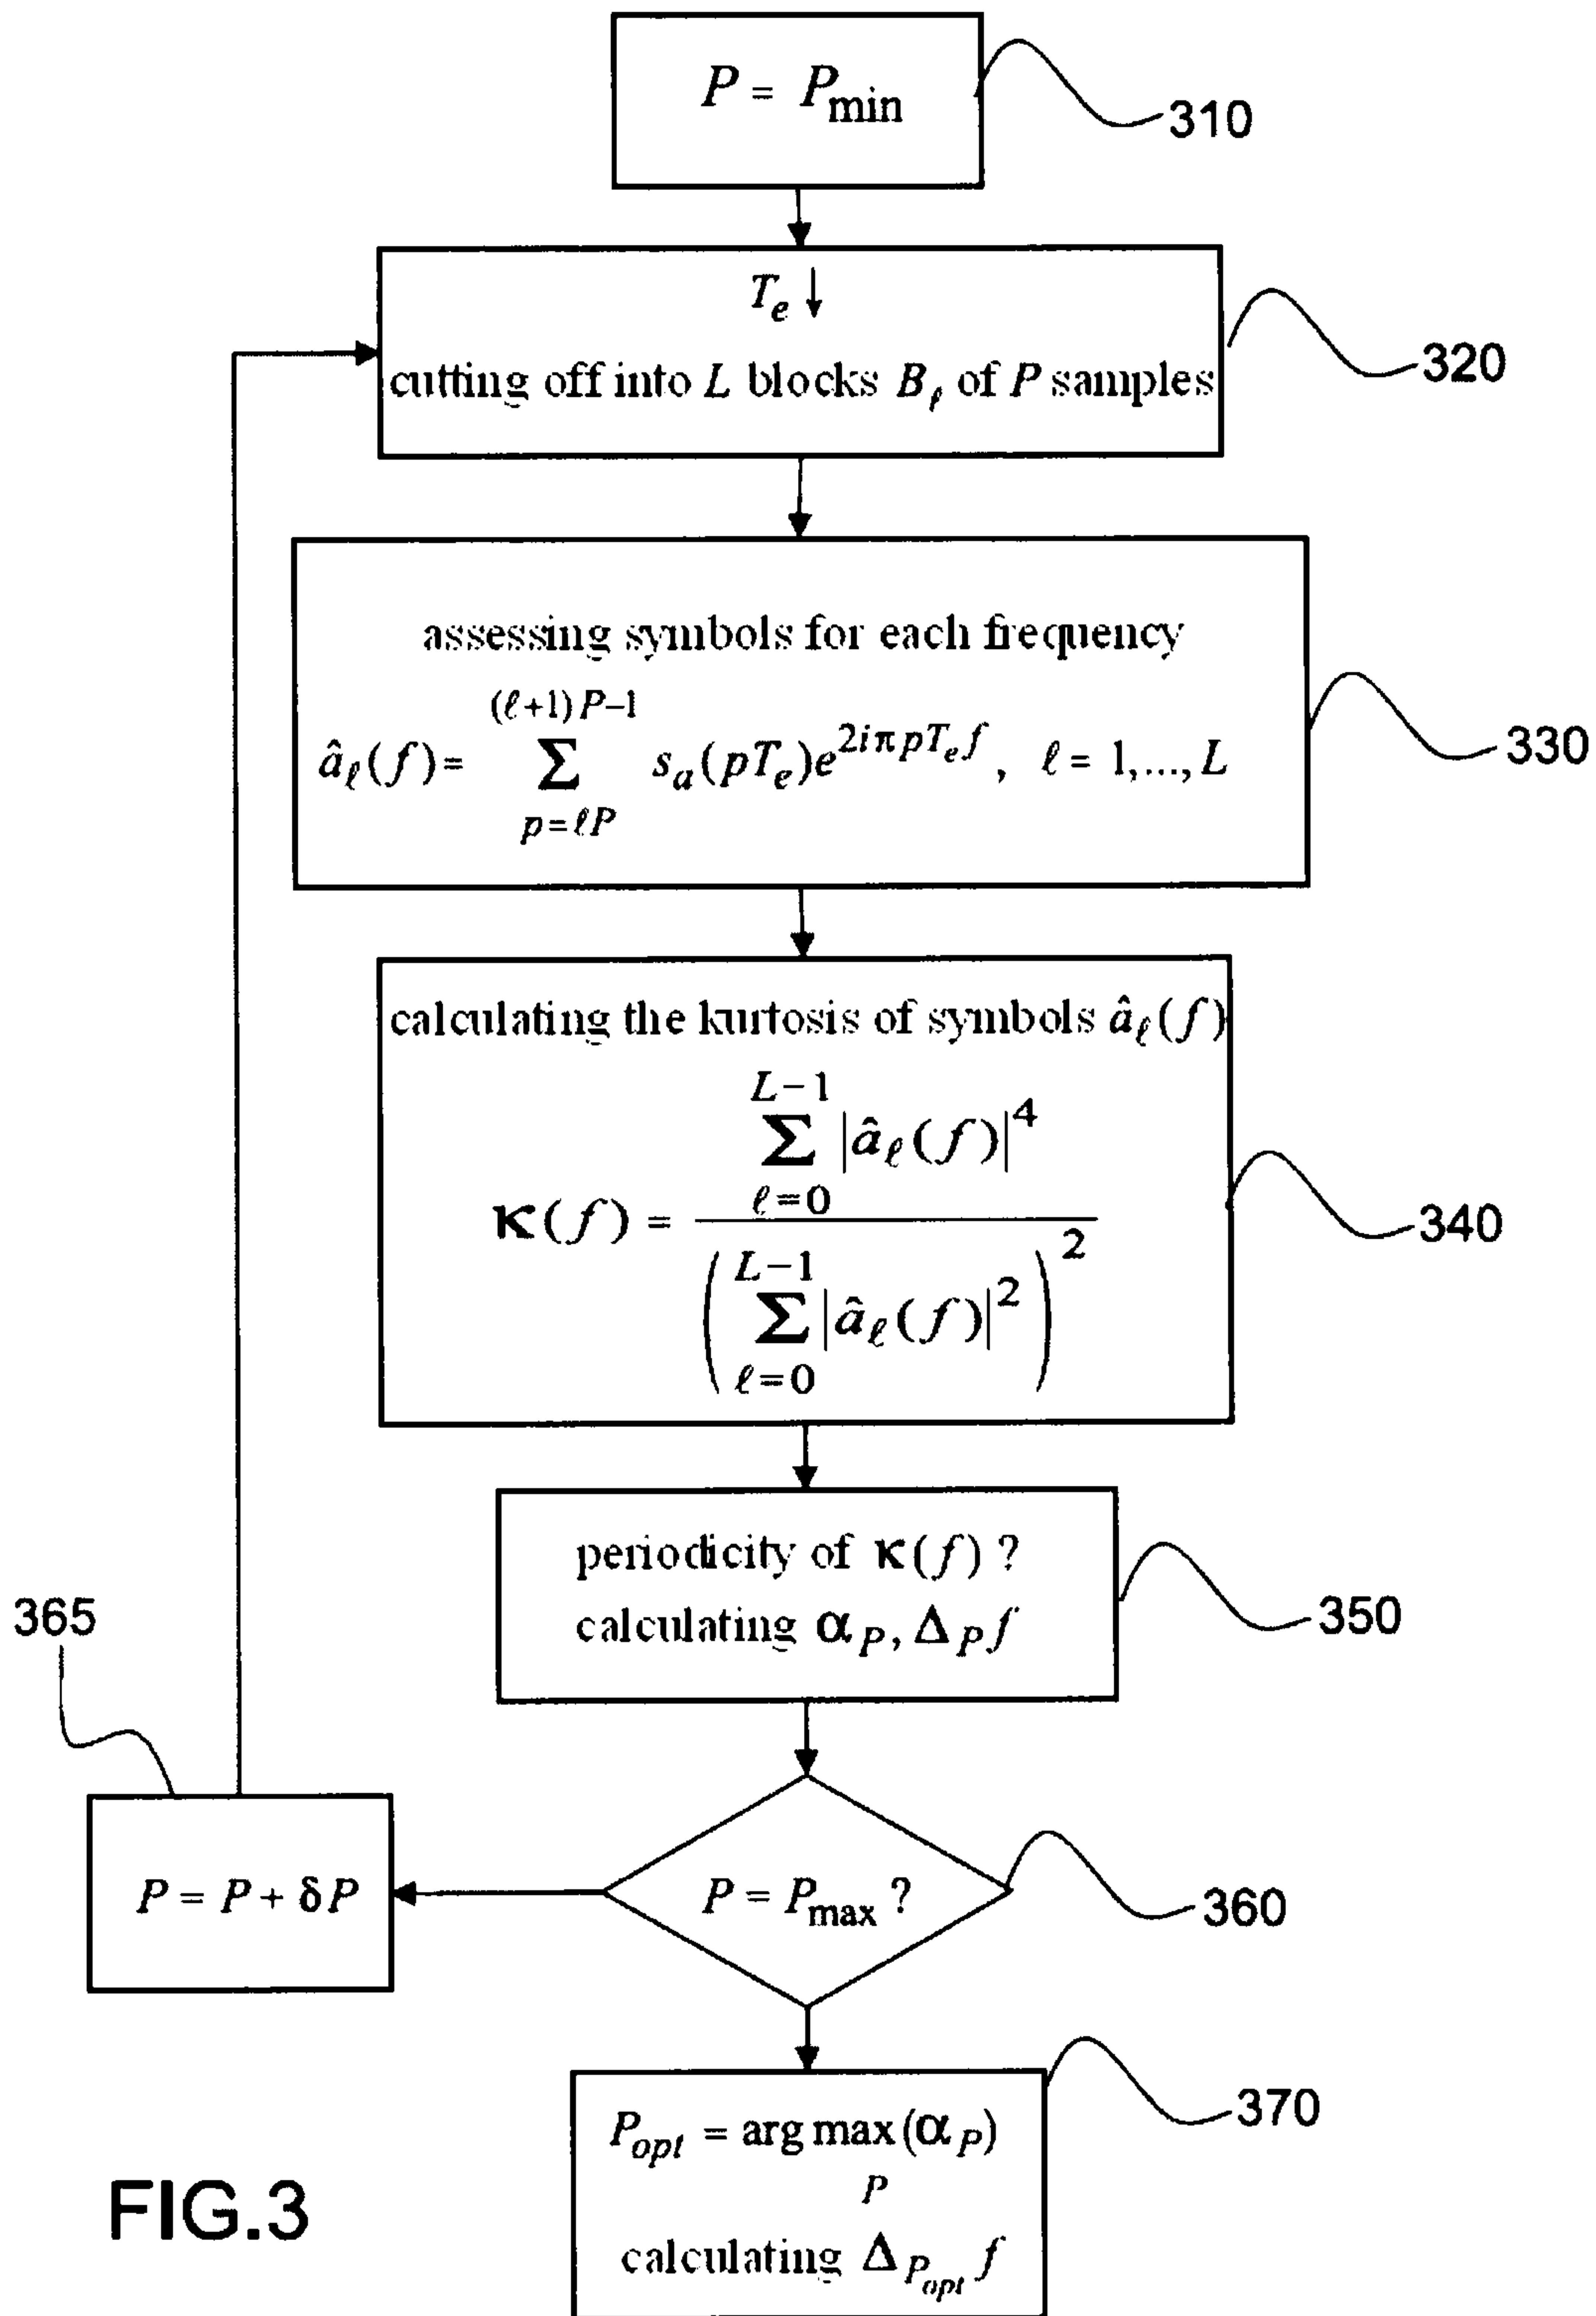 P = P_min
310
T_e ↓
cutting off into L blocks B_ℓ of P samples
320
assessing symbols for each frequency
â_ℓ(f) = Σ_{p=ℓP}^{(ℓ+1)P−1} s_a(pT_e)e^{2iπpT_e f}, ℓ = 1,...,L
330
calculating the kurtosis of symbols â_ℓ(f)
κ(f) = Σ_{ℓ=0}^{L−1} |â_ℓ(f)|^4 / (Σ_{ℓ=0}^{L−1} |â_ℓ(f)|^2)^2
340
periodicity of κ(f) ?
calculating α_P, Δ_P f
350
365
P = P + δP
P = P_max ?
360
P_opt = arg max(α_P)
P
calculating Δ_{P_opt} f
370
FIG.3